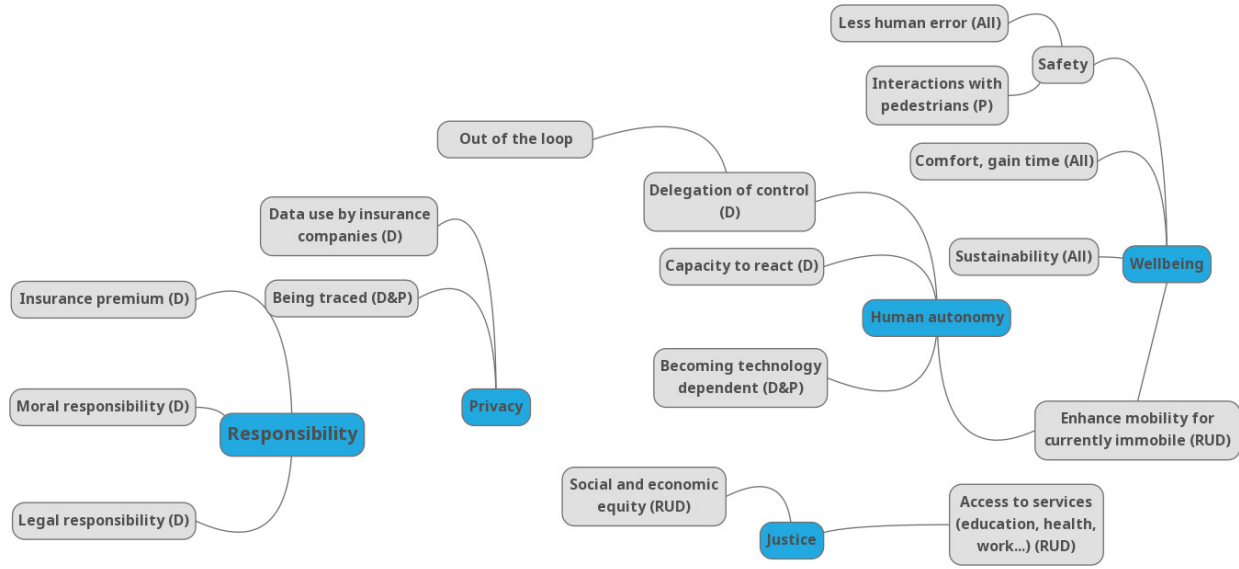 Less human error (All)
Safety
Interactions with
pedestrians (P)
Out of the loop
Comfort, gain time (All)
Delegation of control
(D)
Data use by insurance
companies (D)
Capacity to react (D)
Sustainability (All)
Wellbeing
Insurance premium (D)
Being traced (D&P)
Human autonomy
Becoming technology
dependent (D&P)
Moral responsibility (D)
Privacy
Responsibility
Enhance mobility for
currently immobile (RUD)
Social and economic
equity (RUD)
Access to services
(education, health,
work...) (RUD)
Legal responsibility (D)
Justice